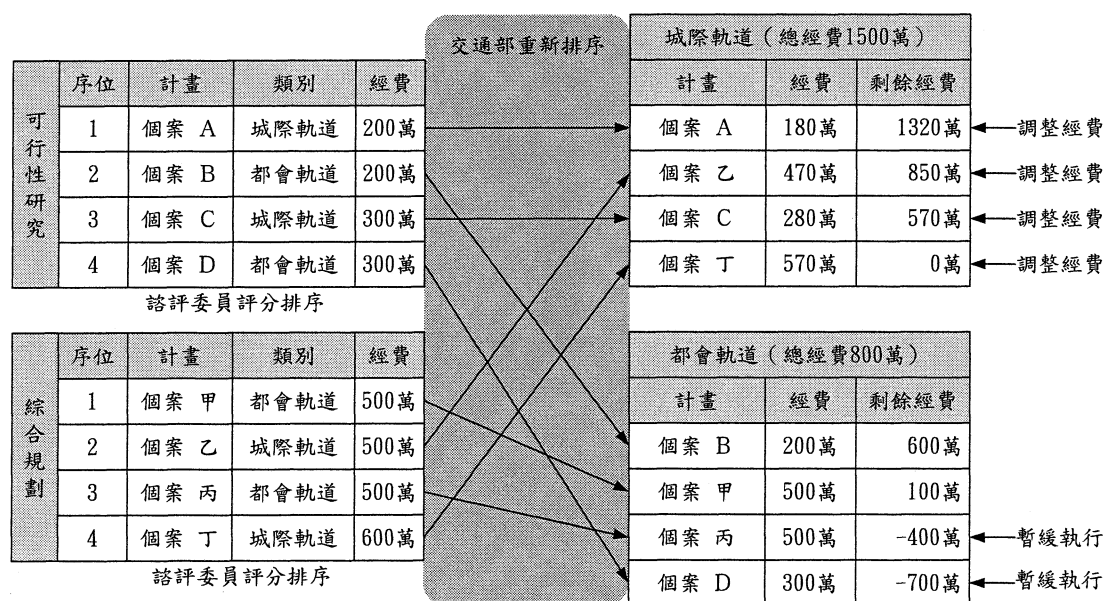 交通部重新排序
序位 計畫 類別 經費
可行性研究
1 個案 A 城際軌道 200萬
2 個案 B 都會軌道 200萬
3 個案 C 城際軌道 300萬
4 個案 D 都會軌道 300萬
諮評委員評分排序
序位 計畫 類別 經費
綜合規劃
1 個案 甲 都會軌道 500萬
2 個案 乙 城際軌道 500萬
3 個案 丙 都會軌道 500萬
4 個案 丁 城際軌道 600萬
諮評委員評分排序
城際軌道（總經費1500萬）
計畫 經費 剩餘經費
個案 A 180萬 1320萬 調整經費
個案 乙 470萬 850萬 調整經費
個案 C 280萬 570萬 調整經費
個案 丁 570萬 0萬 調整經費
都會軌道（總經費800萬）
計畫 經費 剩餘經費
個案 B 200萬 600萬
個案 甲 500萬 100萬
個案 丙 500萬 -400萬 暫緩執行
個案 D 300萬 -700萬 暫緩執行